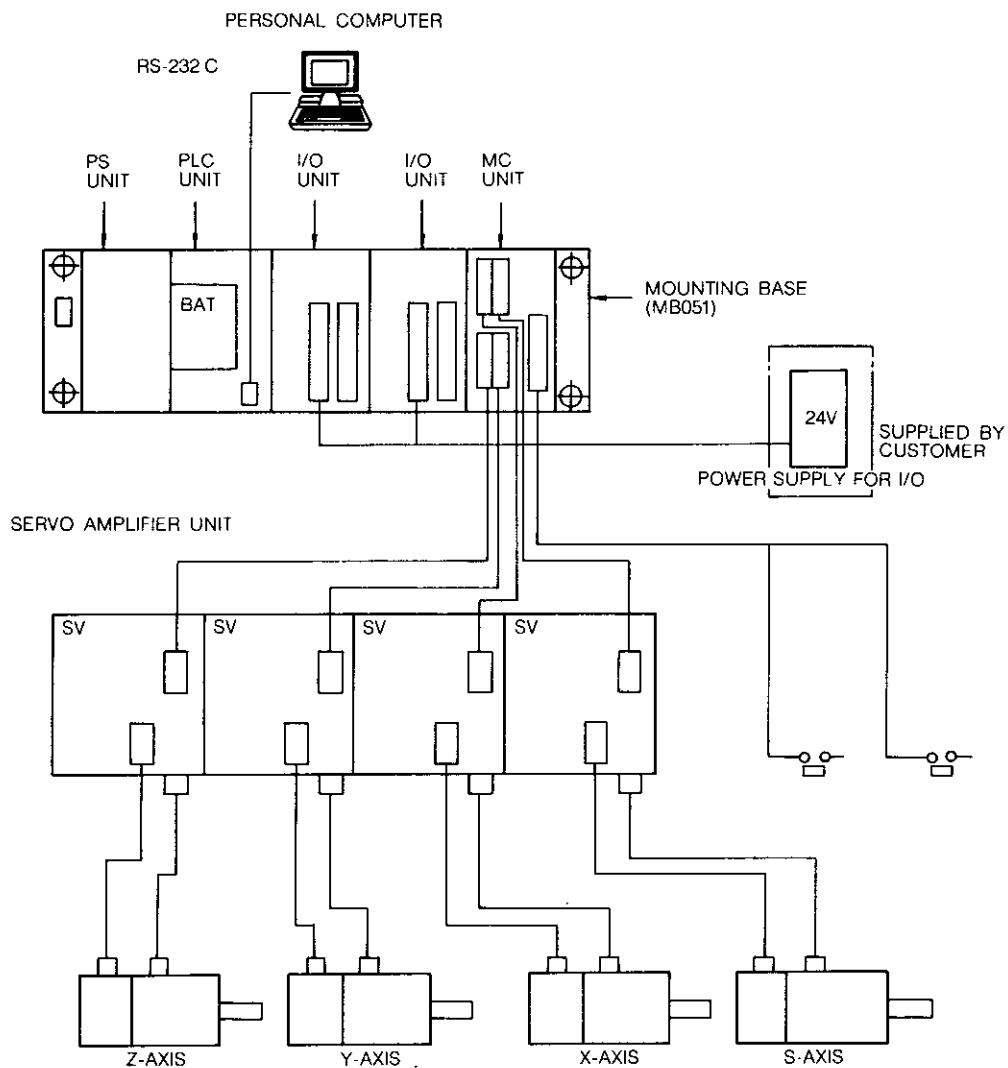 PERSONAL COMPUTER
RS-232 C
PS
UNIT
PLC
UNIT
I/O
UNIT
I/O
UNIT
MC
UNIT
BAT
MOUNTING BASE
(MB051)
24V
SUPPLIED BY
CUSTOMER
POWER SUPPLY FOR I/O
SERVO AMPLIFIER UNIT
SV
SV
SV
SV
Z-AXIS
Y-AXIS
X-AXIS
S-AXIS